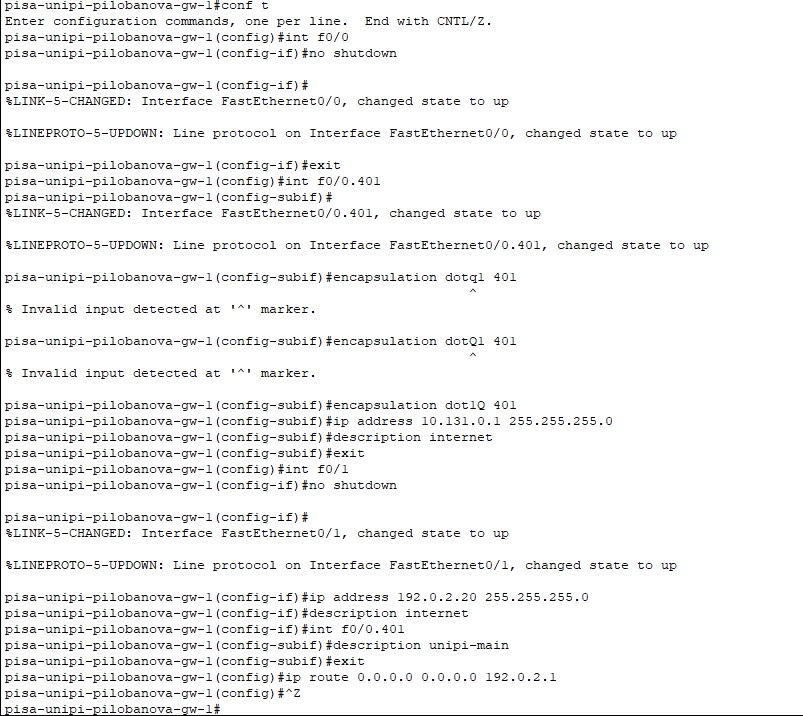 pisa-unipi-pilobanova-gw-1#conf t
Enter configuration commands, one per line.  End with CNTL/Z.
pisa-unipi-pilobanova-gw-1(config)#int f0/0
pisa-unipi-pilobanova-gw-1(config-if)#no shutdown

pisa-unipi-pilobanova-gw-1(config-if)#
%LINK-5-CHANGED: Interface FastEthernet0/0, changed state to up

%LINEPROTO-5-UPDOWN: Line protocol on Interface FastEthernet0/0, changed state to up

pisa-unipi-pilobanova-gw-1(config-if)#exit
pisa-unipi-pilobanova-gw-1(config)#int f0/0.401
pisa-unipi-pilobanova-gw-1(config-subif)#
%LINK-5-CHANGED: Interface FastEthernet0/0.401, changed state to up

%LINEPROTO-5-UPDOWN: Line protocol on Interface FastEthernet0/0.401, changed state to up

pisa-unipi-pilobanova-gw-1(config-subif)#encapsulation dotq1 401
                                                          ^
% Invalid input detected at '^' marker.

pisa-unipi-pilobanova-gw-1(config-subif)#encapsulation dotQ1 401
                                                          ^
% Invalid input detected at '^' marker.

pisa-unipi-pilobanova-gw-1(config-subif)#encapsulation dot1Q 401
pisa-unipi-pilobanova-gw-1(config-subif)#ip address 10.131.0.1 255.255.255.0
pisa-unipi-pilobanova-gw-1(config-subif)#description internet
pisa-unipi-pilobanova-gw-1(config-subif)#exit
pisa-unipi-pilobanova-gw-1(config)#int f0/1
pisa-unipi-pilobanova-gw-1(config-if)#no shutdown

pisa-unipi-pilobanova-gw-1(config-if)#
%LINK-5-CHANGED: Interface FastEthernet0/1, changed state to up

%LINEPROTO-5-UPDOWN: Line protocol on Interface FastEthernet0/1, changed state to up

pisa-unipi-pilobanova-gw-1(config-if)#ip address 192.0.2.20 255.255.255.0
pisa-unipi-pilobanova-gw-1(config-if)#description internet
pisa-unipi-pilobanova-gw-1(config-if)#int f0/0.401
pisa-unipi-pilobanova-gw-1(config-subif)#description unipi-main
pisa-unipi-pilobanova-gw-1(config-subif)#exit
pisa-unipi-pilobanova-gw-1(config)#ip route 0.0.0.0 0.0.0.0 192.0.2.1
pisa-unipi-pilobanova-gw-1(config)#^Z
pisa-unipi-pilobanova-gw-1#